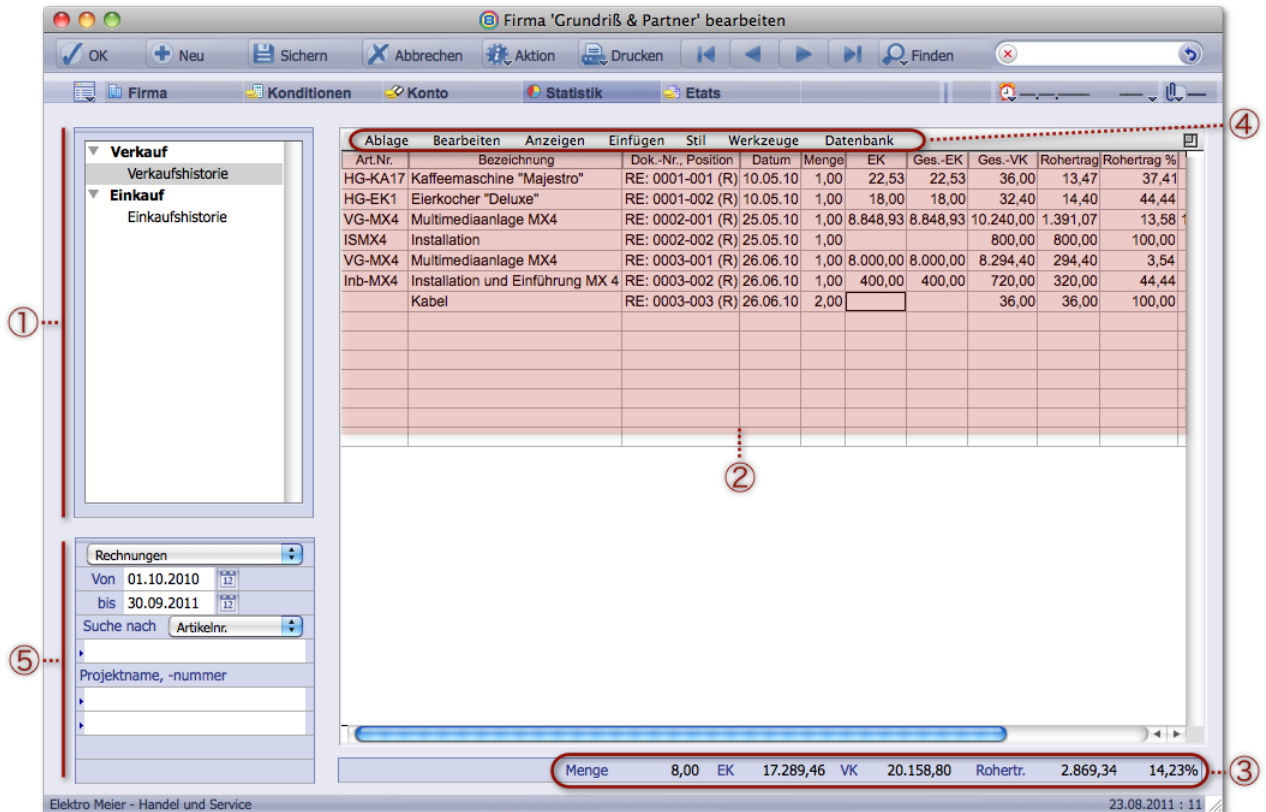 Firma 'Grundriß & Partner' bearbeiten
OK Neu Sichern Abbrechen Aktion Drucken Finden
Firma Konditionen Konto Statistik Etats —.—.—— —
④
Ablage Bearbeiten Anzeigen Einfügen Stil Werkzeuge Datenbank
Verkauf
Verkaufshistorie
Einkauf
Einkaufshistorie
①
Art.Nr. Bezeichnung Dok.-Nr., Position Datum Menge EK Ges.-EK Ges.-VK Rohertrag Rohertrag %
HG-KA17 Kaffeemaschine "Majestro" RE: 0001-001 (R) 10.05.10 1,00 22,53 22,53 36,00 13,47 37,41
HG-EK1 Eierkocher "Deluxe" RE: 0001-002 (R) 10.05.10 1,00 18,00 18,00 32,40 14,40 44,44
VG-MX4 Multimediaanlage MX4 RE: 0002-001 (R) 25.05.10 1,00 8.848,93 8.848,93 10.240,00 1.391,07 13,58 1
ISMX4 Installation RE: 0002-002 (R) 25.05.10 1,00 800,00 800,00 100,00
VG-MX4 Multimediaanlage MX4 RE: 0003-001 (R) 26.06.10 1,00 8.000,00 8.000,00 8.294,40 294,40 3,54
Inb-MX4 Installation und Einführung MX 4 RE: 0003-002 (R) 26.06.10 1,00 400,00 400,00 720,00 320,00 44,44
Kabel RE: 0003-003 (R) 26.06.10 2,00 36,00 36,00 100,00
②
Rechnungen
Von 01.10.2010 12
bis 30.09.2011 12
Suche nach Artikelnr.
⑤
Projektname, -nummer
Menge 8,00 EK 17.289,46 VK 20.158,80 Rohertr. 2.869,34 14,23%
③
Elektro Meier - Handel und Service 23.08.2011 : 11